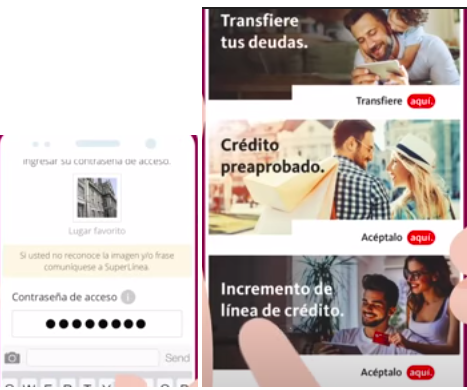 ingresar su contraseña de acceso.
Lugar favorito
Si usted no reconoce la imagen y/o frase
comuníquese a SuperLínea.
Contraseña de acceso i
Send
Q W E R T Y O P
Transfiere
tus deudas.
Transfiere aquí.
Crédito
preaprobado.
Acéptalo aquí.
Incremento de
línea de crédito.
Acéptalo aquí.